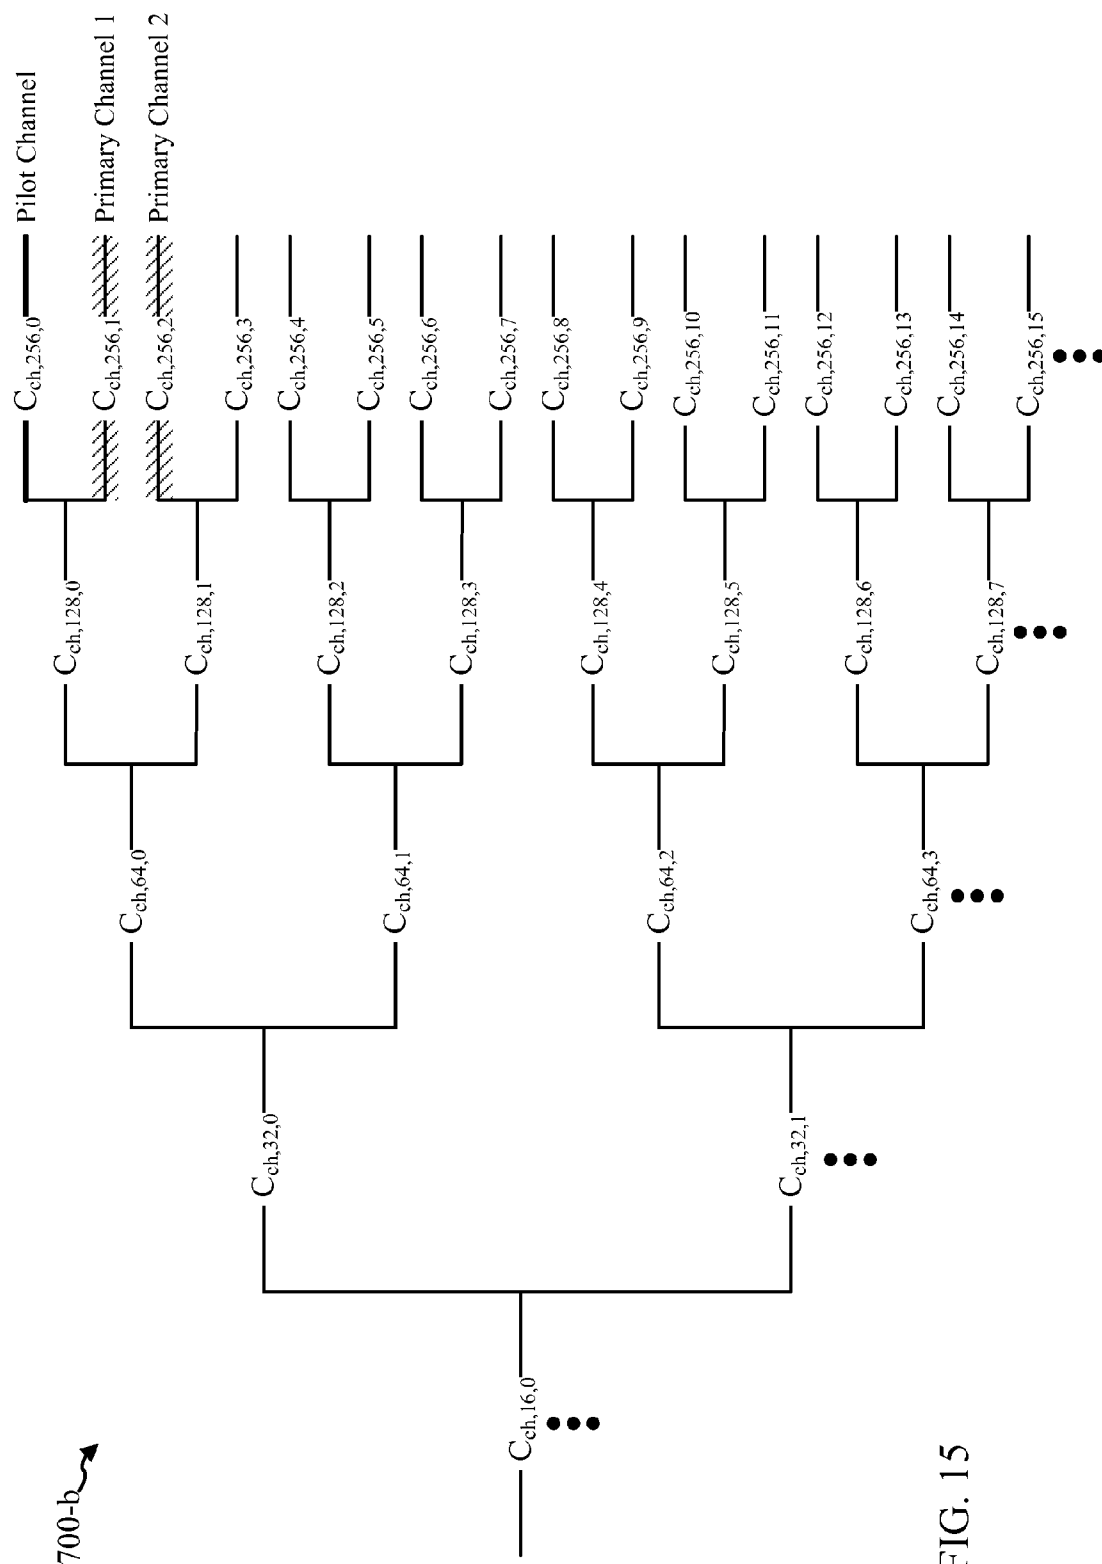 700-b
C_ch,16,0
C_ch,32,0
C_ch,32,1
C_ch,64,0
C_ch,64,1
C_ch,64,2
C_ch,64,3
C_ch,128,0
C_ch,128,1
C_ch,128,2
C_ch,128,3
C_ch,128,4
C_ch,128,5
C_ch,128,6
C_ch,128,7
C_ch,256,0 Pilot Channel
C_ch,256,1 Primary Channel 1
C_ch,256,2 Primary Channel 2
C_ch,256,3
C_ch,256,4
C_ch,256,5
C_ch,256,6
C_ch,256,7
C_ch,256,8
C_ch,256,9
C_ch,256,10
C_ch,256,11
C_ch,256,12
C_ch,256,13
C_ch,256,14
C_ch,256,15
FIG. 15